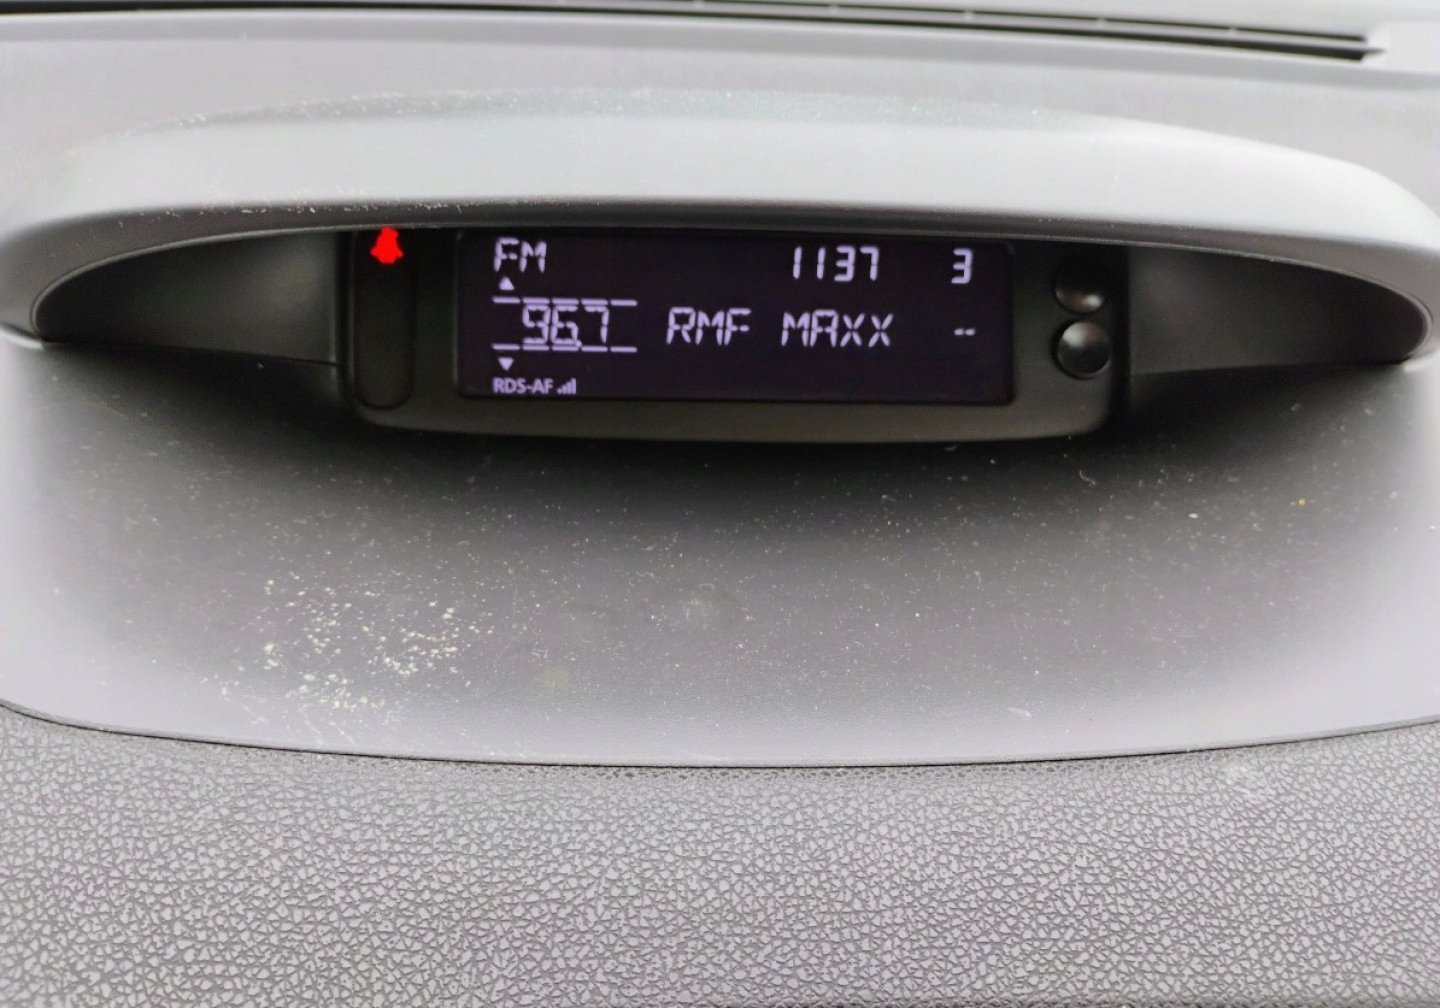 FM 1137 3
96.7 RMF MAXX --
RDS-AF